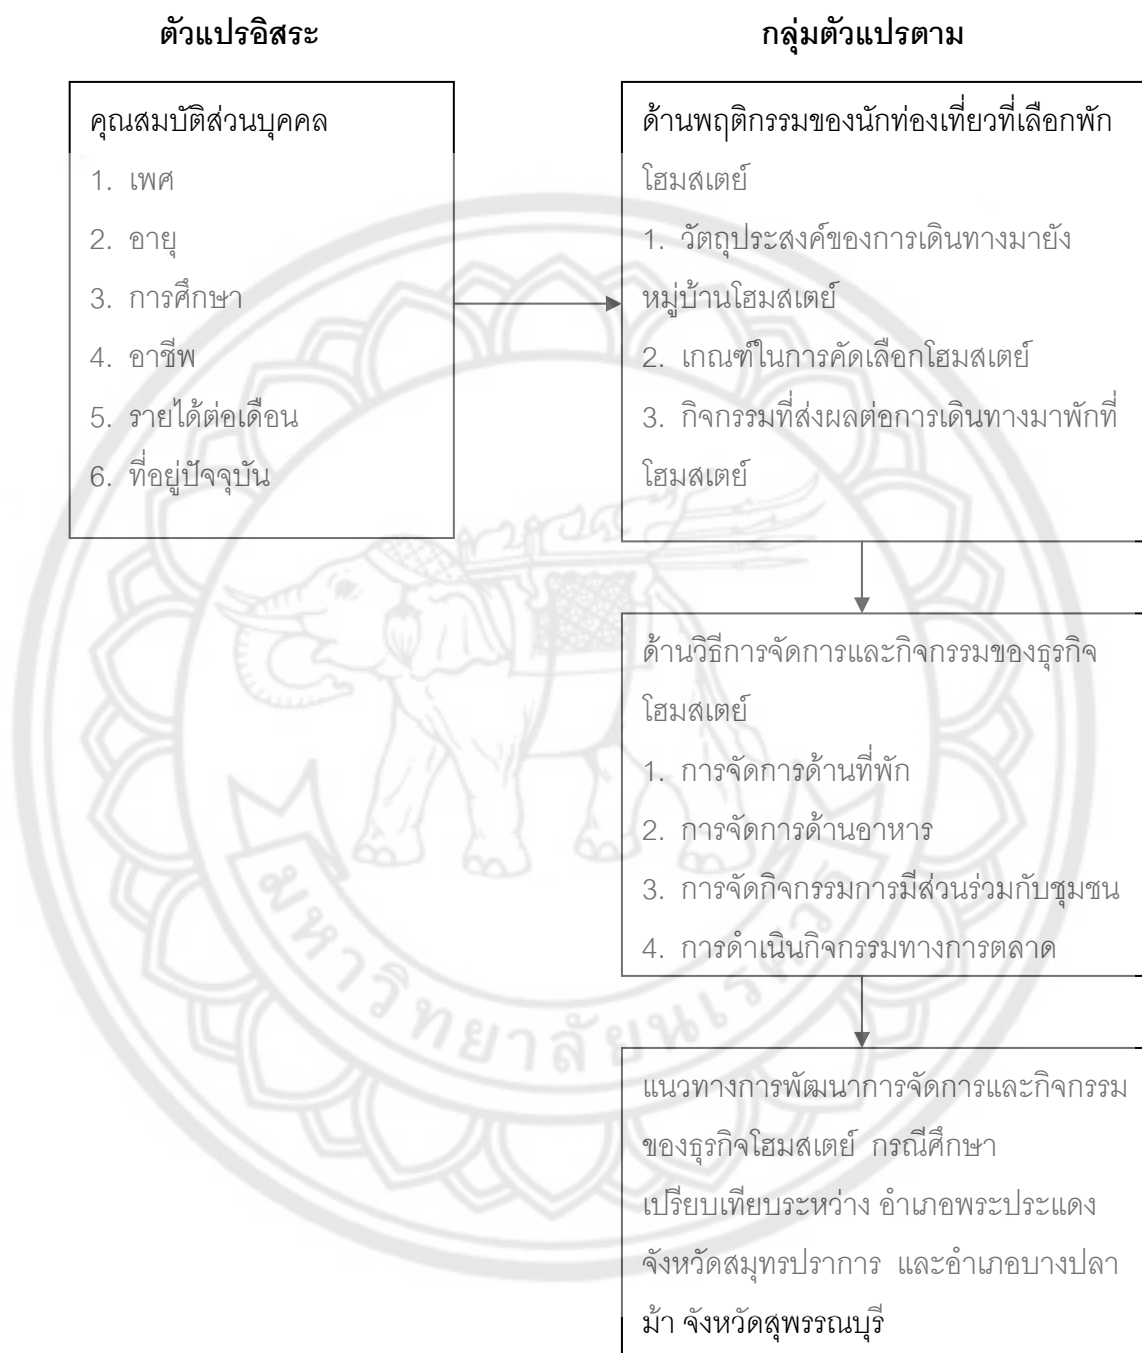 ตัวแปรอิสระ
กลุ่มตัวแปรตาม
คุณสมบัติส่วนบุคคล
1. เพศ
2. อายุ
3. การศึกษา
4. อาชีพ
5. รายได้ต่อเดือน
6. ที่อยู่ปัจจุบัน
ด้านพฤติกรรมของนักท่องเที่ยวที่เลือกพัก
โฮมสเตย์
1. วัตถุประสงค์ของการเดินทางมายัง
หมู่บ้านโฮมสเตย์
2. เกณฑ์ในการคัดเลือกโฮมสเตย์
3. กิจกรรมที่ส่งผลต่อการเดินทางมาพักที่
โฮมสเตย์
ด้านวิธีการจัดการและกิจกรรมของธุรกิจ
โฮมสเตย์
1. การจัดการด้านที่พัก
2. การจัดการด้านอาหาร
3. การจัดกิจกรรมการมีส่วนร่วมกับชุมชน
4. การดำเนินกิจกรรมทางการตลาด
แนวทางการพัฒนาการจัดการและกิจกรรม
ของธุรกิจโฮมสเตย์ กรณีศึกษา
เปรียบเทียบระหว่าง อำเภอพระประแดง
จังหวัดสมุทรปราการ และอำเภอบางปลา
ม้า จังหวัดสุพรรณบุรี
มหาวิทยาลัยนเรศวร